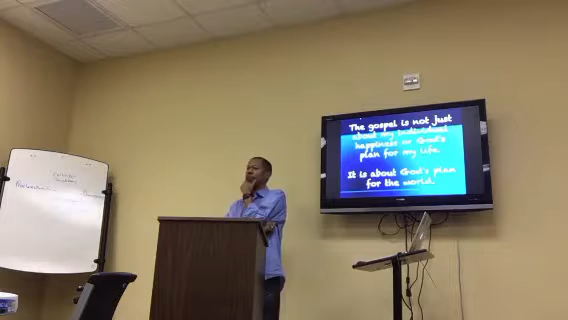 The gospel is not just
about my individual
happiness or God's
plan for my life.
It is about God's plan
for the world.